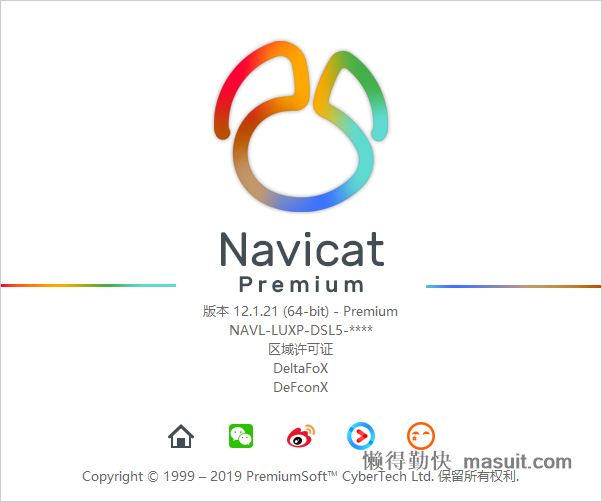 Navicat
Premium
版本 12.1.21 (64-bit) - Premium
NAVL-LUXP-DSL5-****
区域许可证
DeltaFoX
DeFconX
懒得勤快 masuit.com
Copyright © 1999 – 2019 PremiumSoft™ CyberTech Ltd. 保留所有权利.